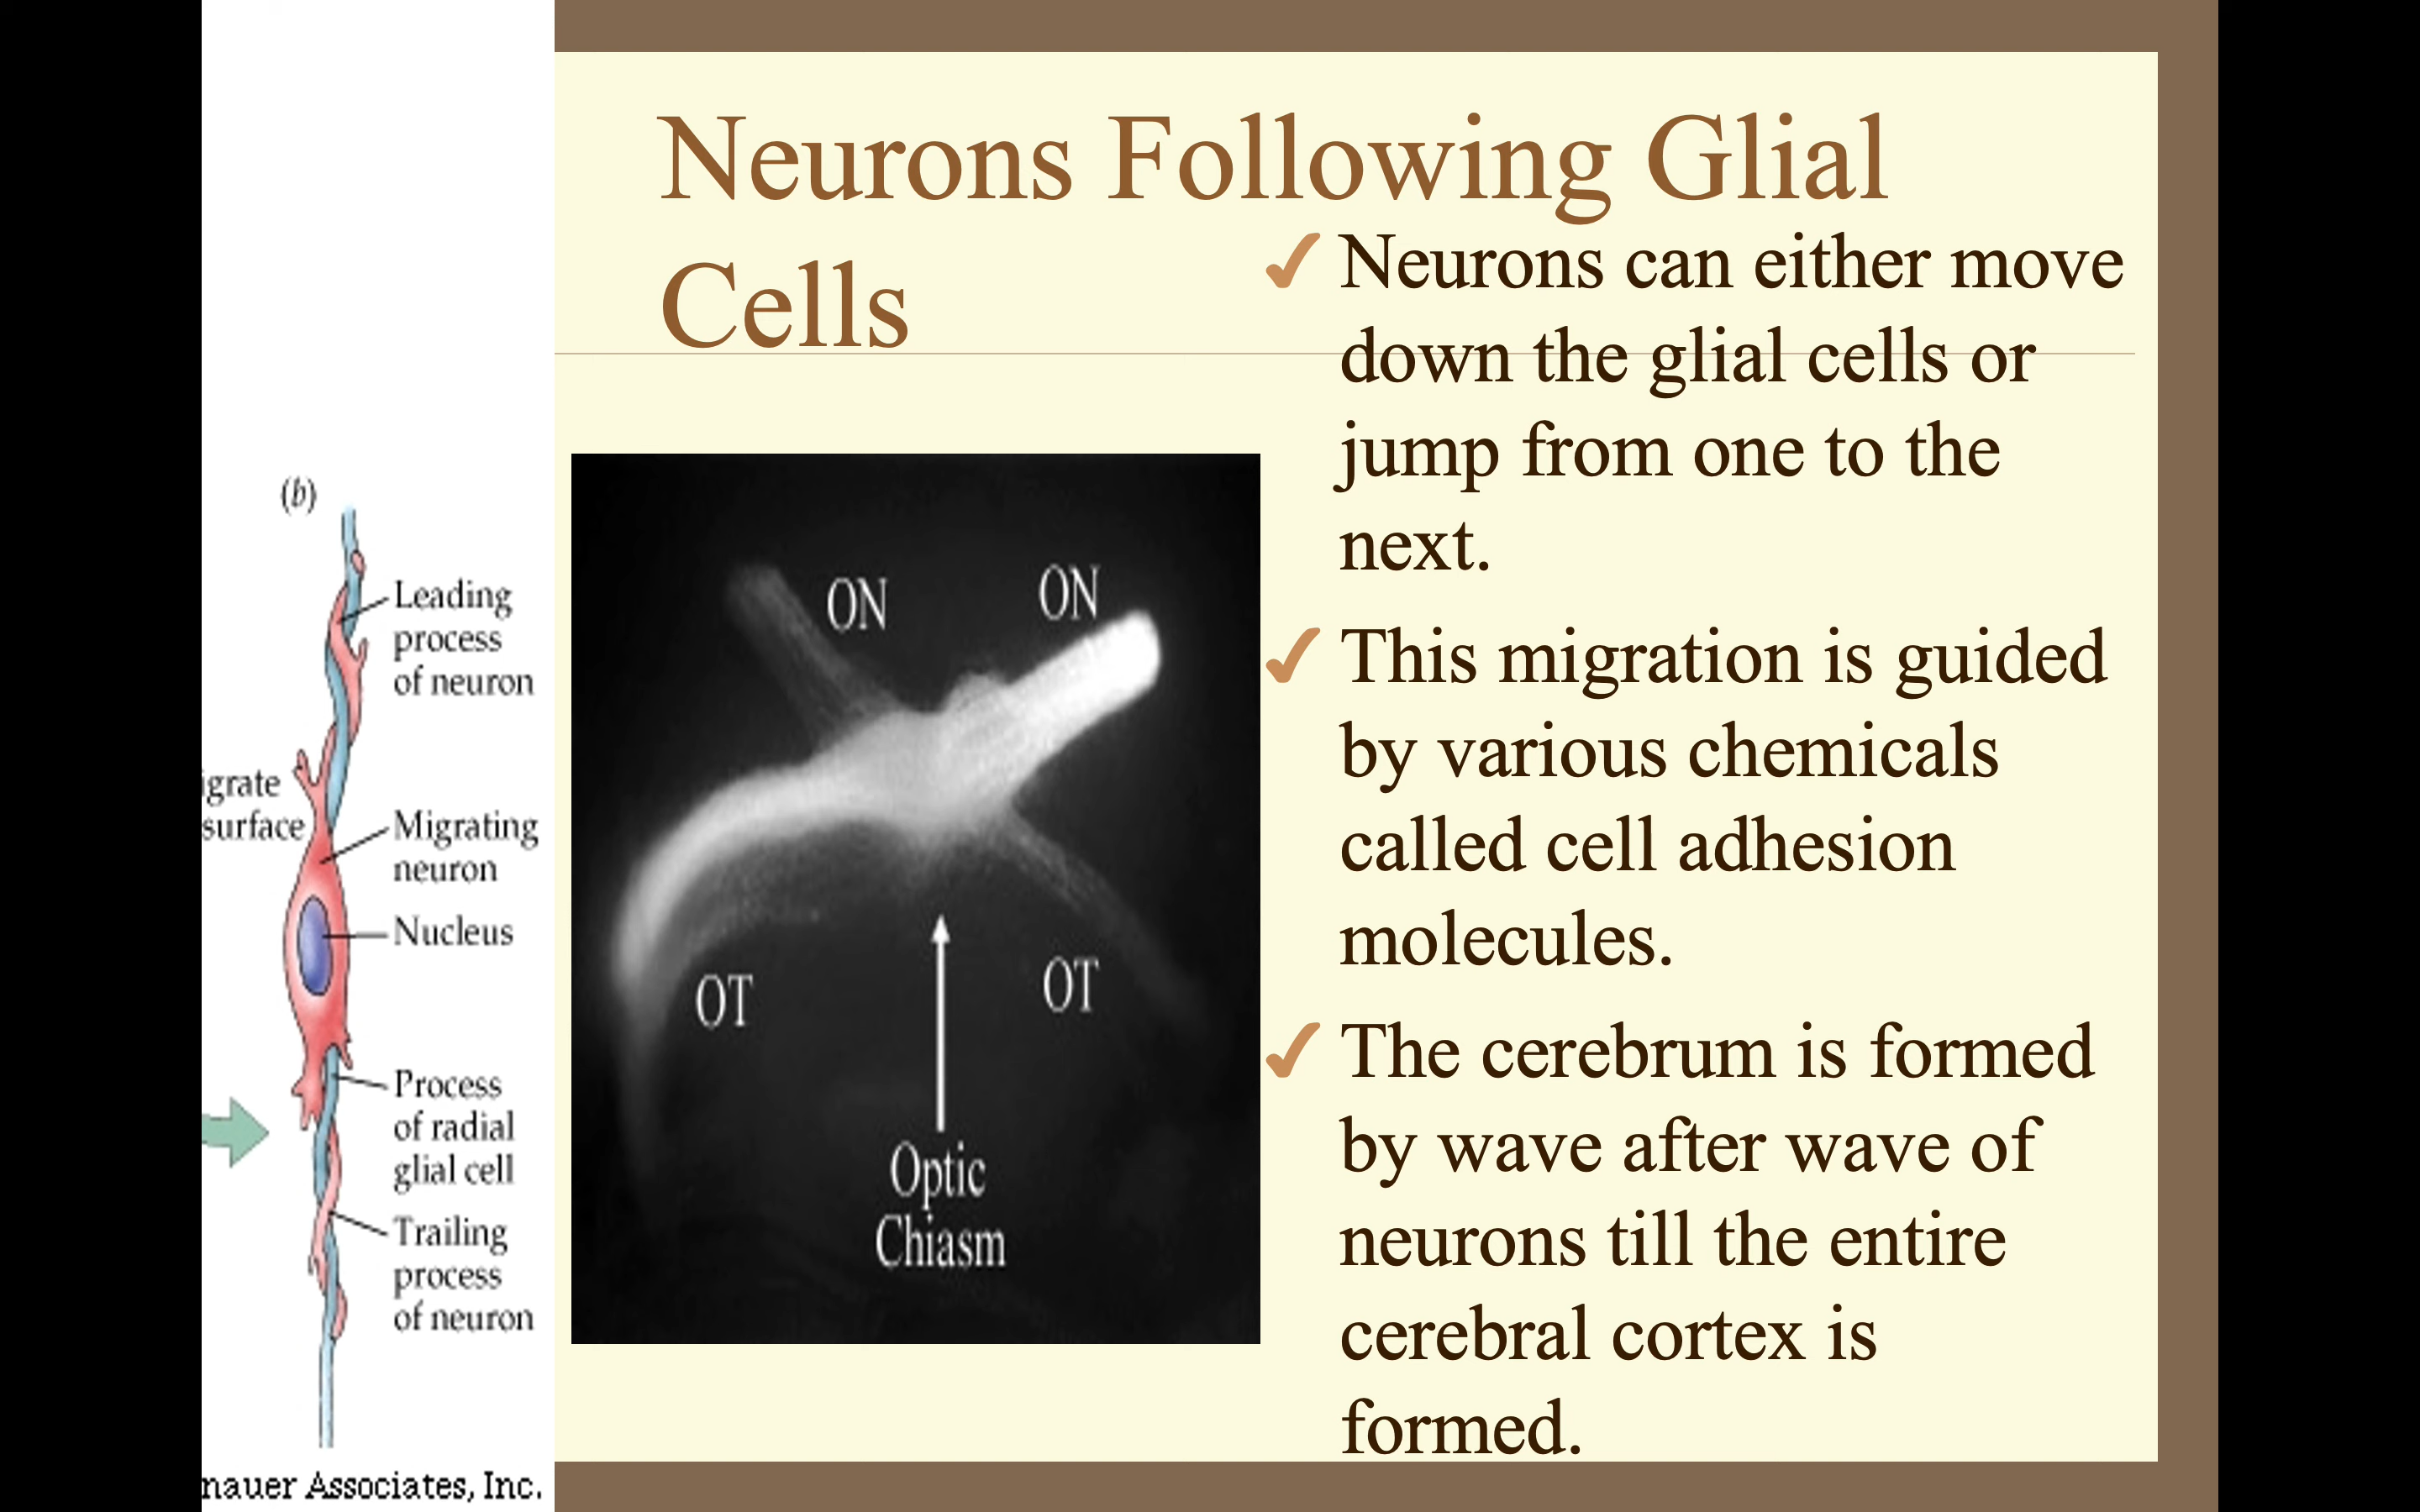 Neurons Following Glial
Cells
✓ Neurons can either move
down the glial cells or
jump from one to the
next.
✓ This migration is guided
by various chemicals
called cell adhesion
molecules.
✓ The cerebrum is formed
by wave after wave of
neurons till the entire
cerebral cortex is
formed.
(b)
Leading
process
of neuron
igrate
surface
Migrating
neuron
Nucleus
Process
of radial
glial cell
Trailing
process
of neuron
nauer Associates, Inc.
ON
ON
OT
OT
Optic
Chiasm